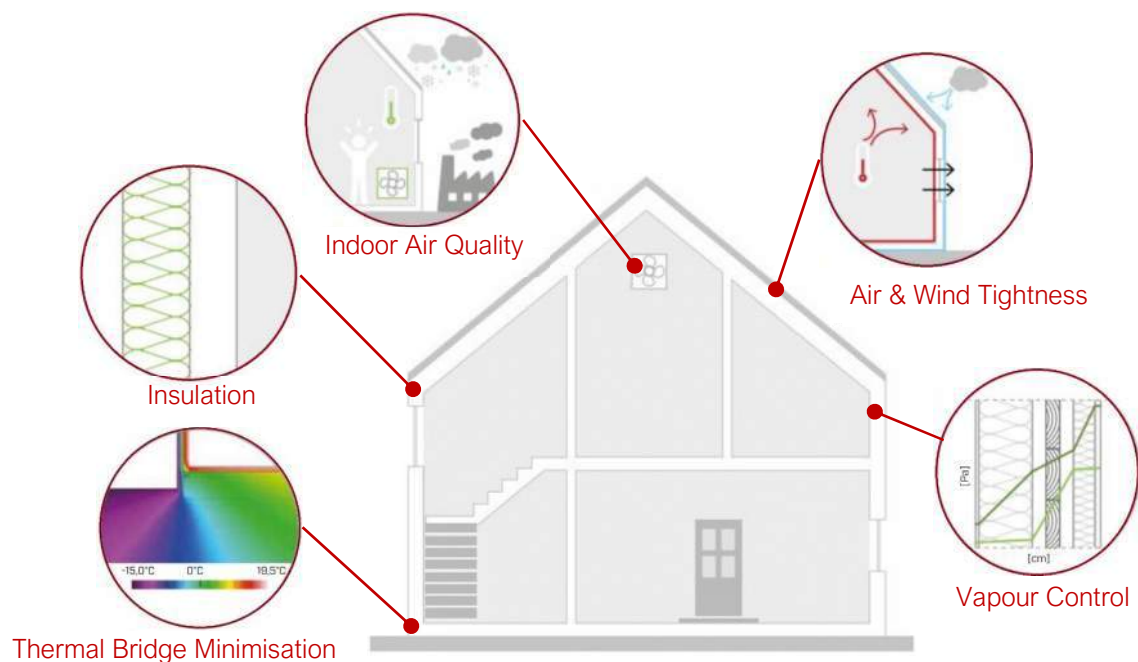 Indoor Air Quality
Air & Wind Tightness
Insulation
-15,0°C 0°C 19,5°C
Thermal Bridge Minimisation
[Pa]
[cm]
Vapour Control